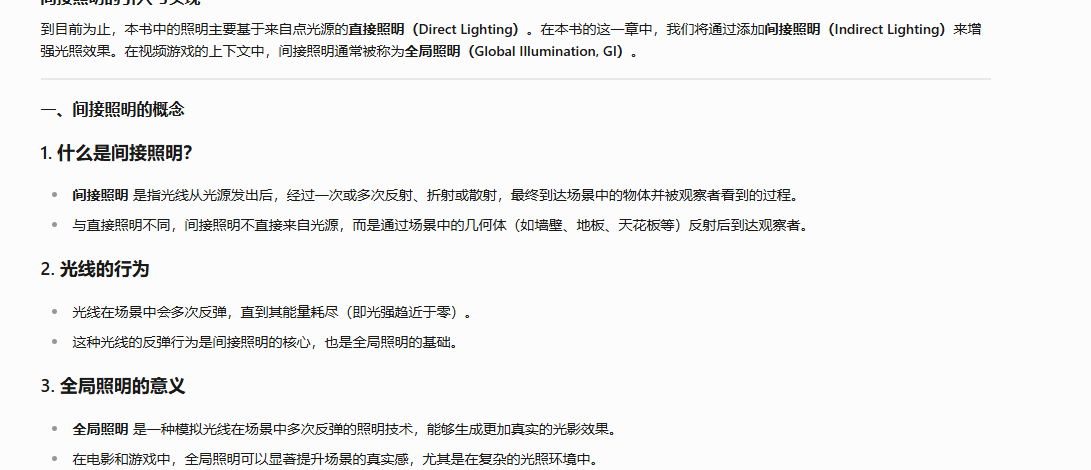 间接照明的引入与实现
到目前为止，本书中的照明主要基于来自点光源的直接照明（Direct Lighting）。在本书的这一章中，我们将通过添加间接照明（Indirect Lighting）来增
强光照效果。在视频游戏的上下文中，间接照明通常被称为全局照明（Global Illumination, GI）。
一、间接照明的概念
1. 什么是间接照明？
间接照明 是指光线从光源发出后，经过一次或多次反射、折射或散射，最终到达场景中的物体并被观察者看到的过程。
与直接照明不同，间接照明不直接来自光源，而是通过场景中的几何体（如墙壁、地板、天花板等）反射后到达观察者。
2. 光线的行为
光线在场景中会多次反弹，直到其能量耗尽（即光强趋近于零）。
这种光线的反弹行为是间接照明的核心，也是全局照明的基础。
3. 全局照明的意义
全局照明 是一种模拟光线在场景中多次反弹的照明技术，能够生成更加真实的光影效果。
在电影和游戏中，全局照明可以显著提升场景的真实感，尤其是在复杂的光照环境中。